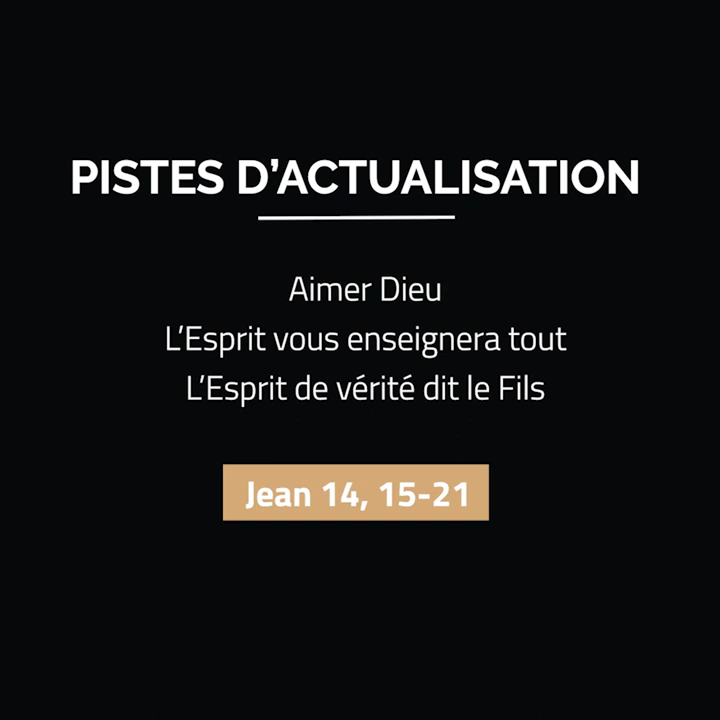 PISTES D’ACTUALISATION
Aimer Dieu
L’Esprit vous enseignera tout
L’Esprit de vérité dit le Fils
Jean 14, 15-21